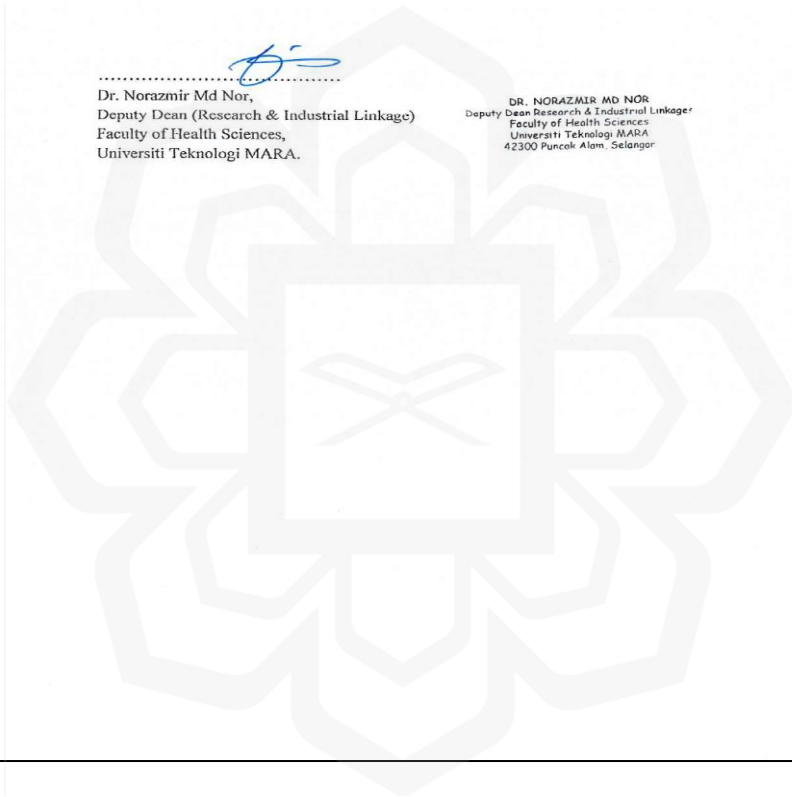 ........................................
Dr. Norazmir Md Nor,
Deputy Dean (Research & Industrial Linkage)
Faculty of Health Sciences,
Universiti Teknologi MARA.
DR. NORAZMIR MD NOR
Deputy Dean Research & Industrial Linkages
Faculty of Health Sciences
Universiti Teknologi MARA
42300 Puncak Alam, Selangor